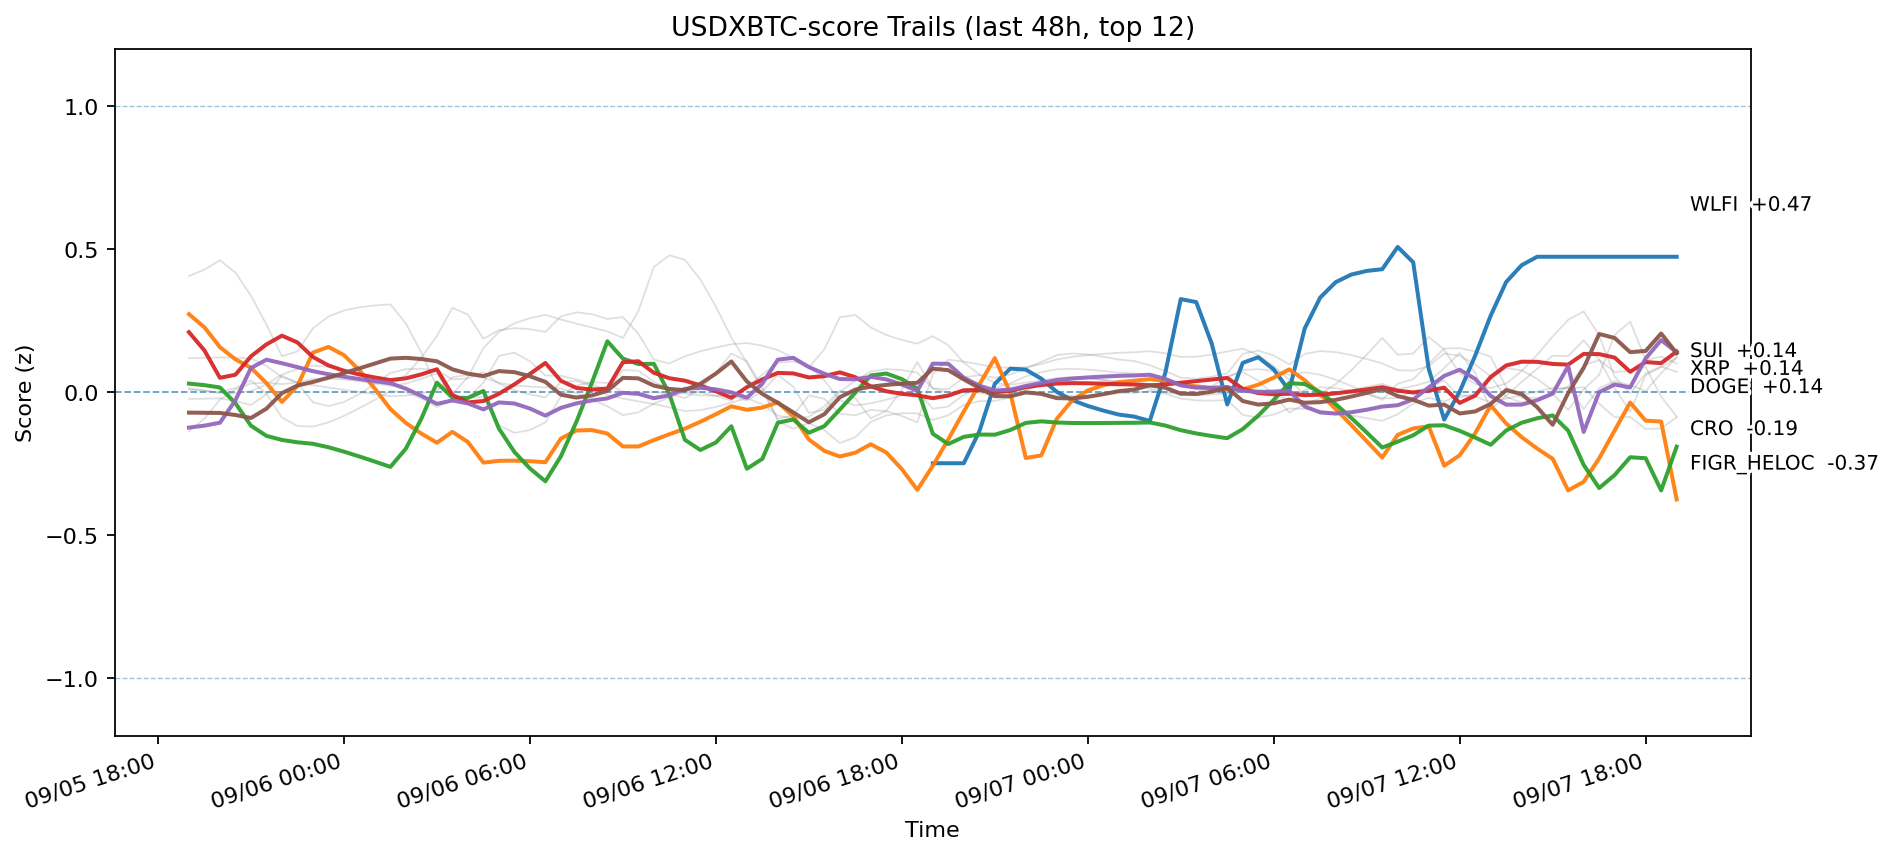 USDXBTC-score Trails (last 48h, top 12)
1.0
0.5
0.0
−0.5
−1.0
Score (z)
WLFI +0.47
SUI +0.14
XRP +0.14
DOGE +0.14
CRO -0.19
FIGR_HELOC -0.37
09/05 18:00
09/06 00:00
09/06 06:00
09/06 12:00
09/06 18:00
09/07 00:00
09/07 06:00
09/07 12:00
09/07 18:00
Time